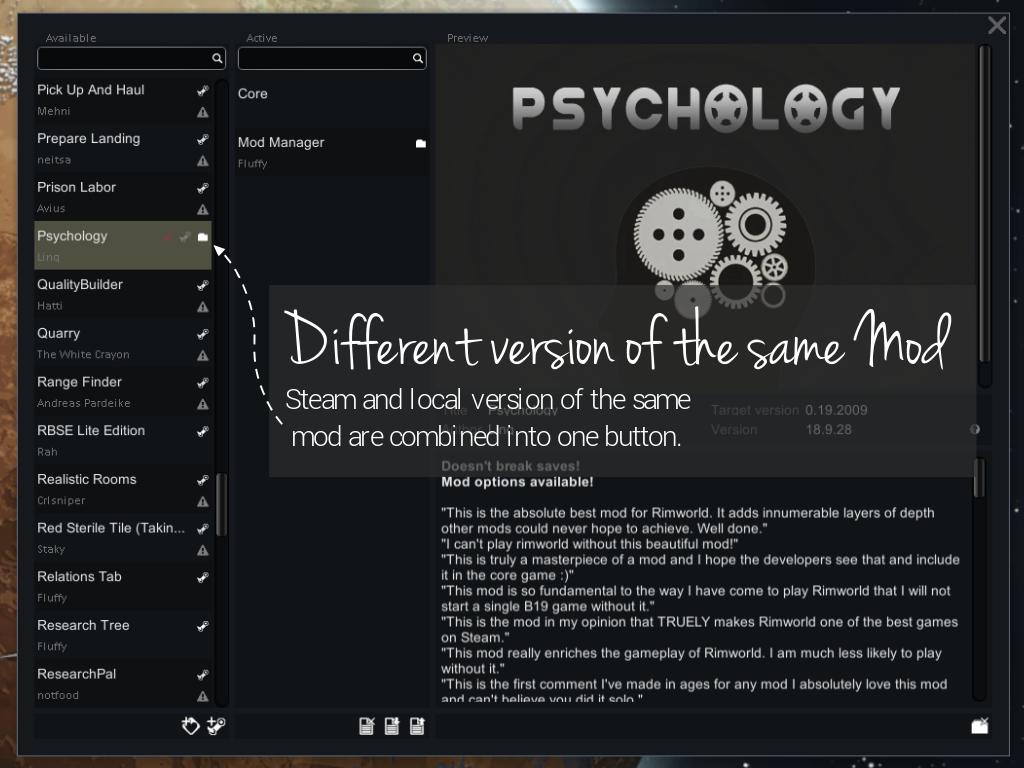 Available
Active
Preview
Pick Up And Haul
Mehni
Prepare Landing
neitsa
Prison Labor
Avius
Psychology
Linq
QualityBuilder
Hatti
Quarry
The White Crayon
Range Finder
Andreas Pardeike
RBSE Lite Edition
Rah
Realistic Rooms
CrIsniper
Red Sterile Tile (Takin...
Staky
Relations Tab
Fluffy
Research Tree
Fluffy
ResearchPal
notfood
Core
Mod Manager
Fluffy
PSYCHOLOGY
Different version of the same Mod
Steam and local version of the same
mod are combined into one button.
Title Psychology Target version 0.19.2009
Author Linq Version 18.9.28
Doesn't break saves!
Mod options available!
"This is the absolute best mod for Rimworld. It adds innumerable layers of depth
other mods could never hope to achieve. Well done."
"I can't play rimworld without this beautiful mod!"
"This is truly a masterpiece of a mod and I hope the developers see that and include
it in the core game :)"
"This mod is so fundamental to the way I have come to play Rimworld that I will not
start a single B19 game without it."
"This is the mod in my opinion that TRUELY makes Rimworld one of the best games
on Steam."
"This mod really enriches the gameplay of Rimworld. I am much less likely to play
without it."
"This is the first comment I've made in ages for any mod I absolutely love this mod
and can't believe you did it solo."